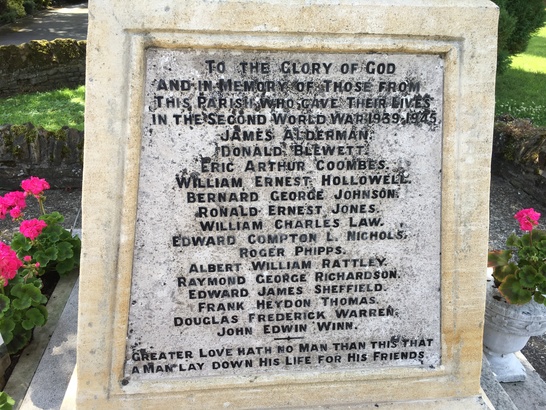 To the Glory of God
and in Memory of Those from
This Parish Who gave Their Lives
in the Second World War 1939-1945
James Alderman.
Donald Blewett.
Eric Arthur Coombes.
William Ernest Hollowell.
Bernard George Johnson.
Ronald Ernest Jones.
William Charles Law.
Edward Compton L. Nichols.
Roger Phipps.
Albert William Rattley.
Raymond George Richardson.
Edward James Sheffield.
Frank Heydon Thomas.
Douglas Frederick Warren.
John Edwin Winn.
Greater Love hath no Man than this that
a Man lay down His Life for His Friends.